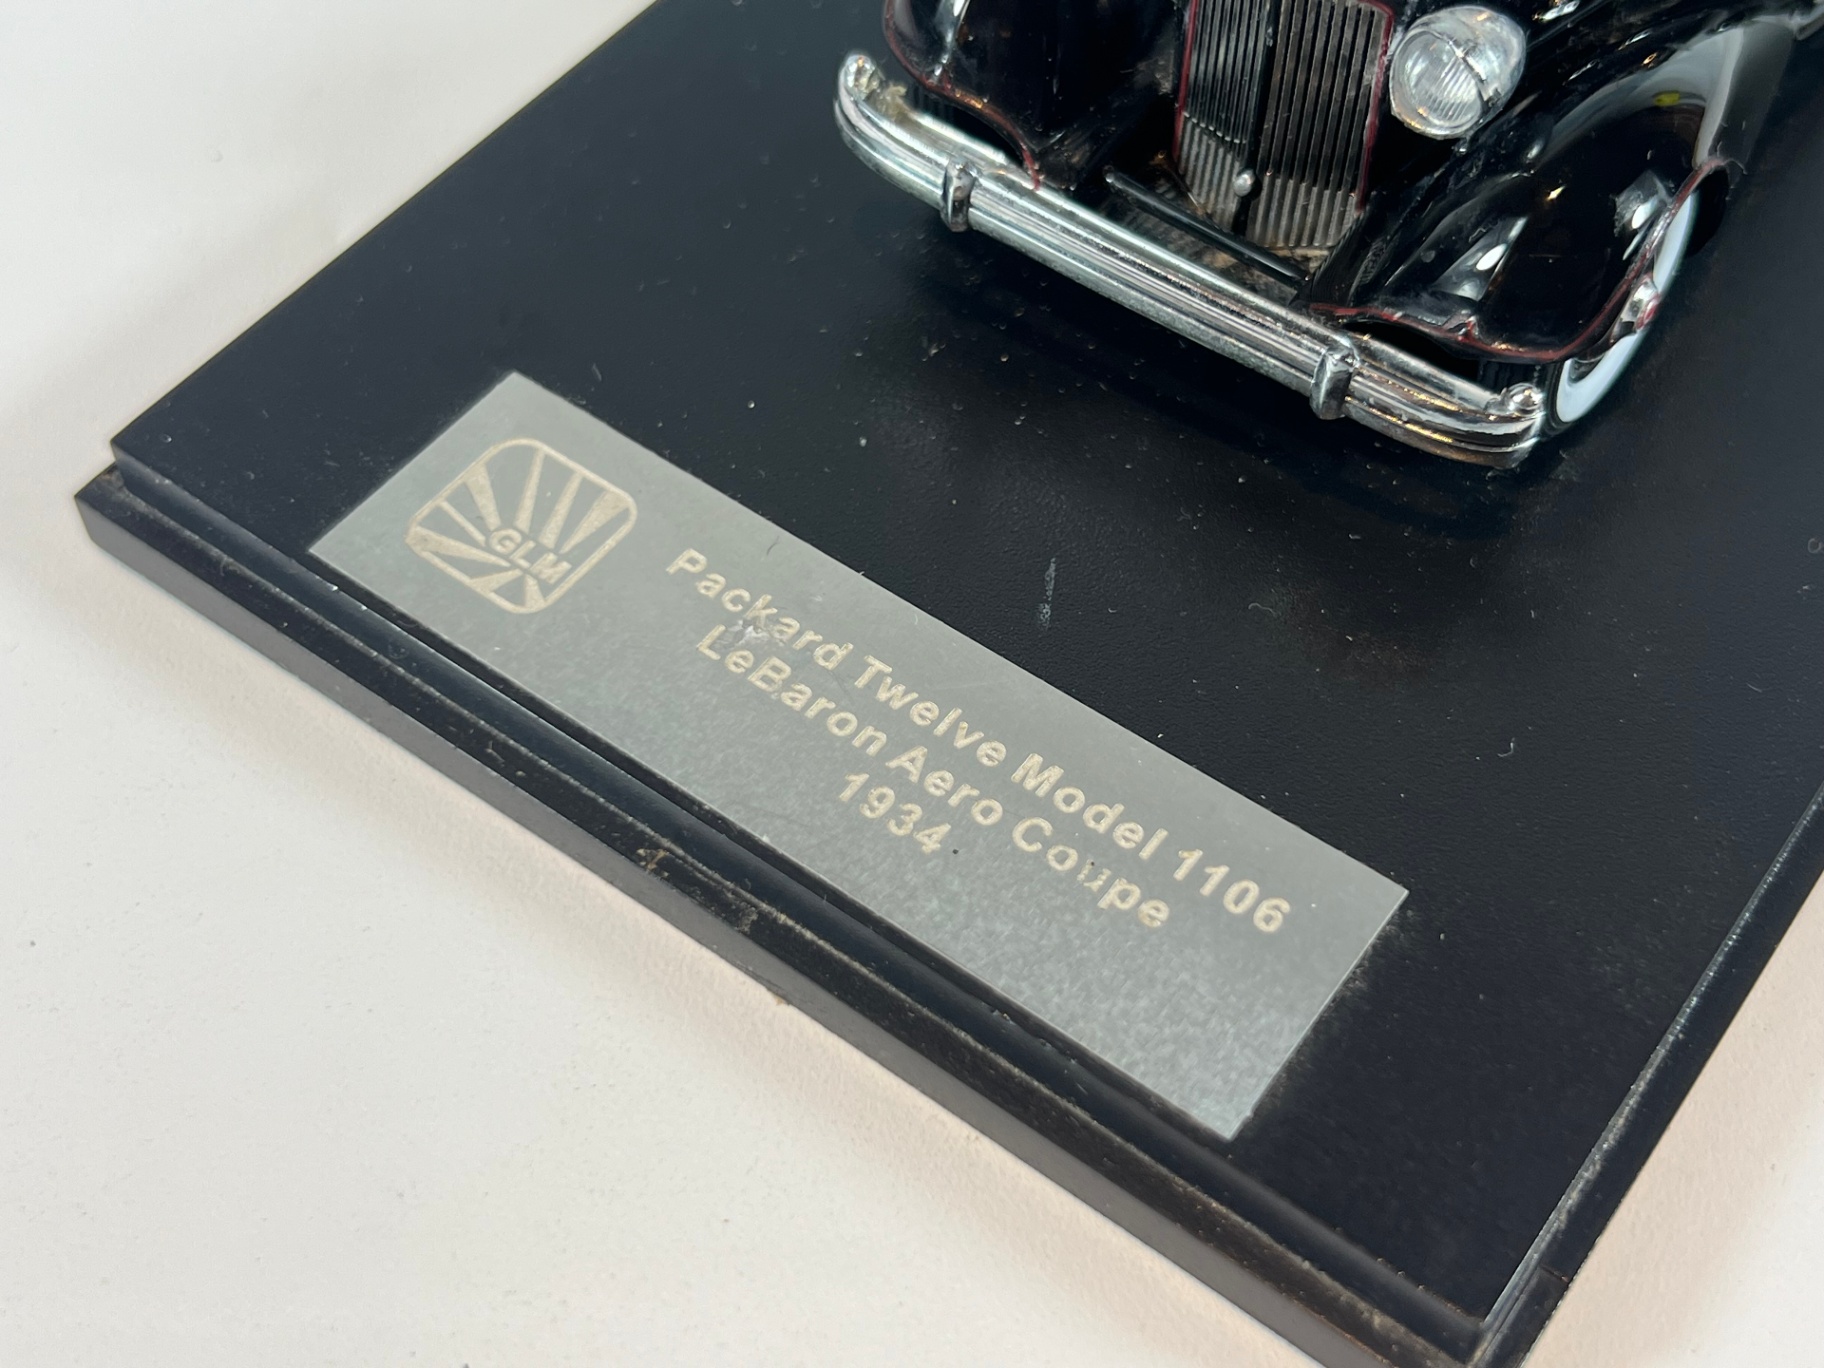 GLM
Packard Twelve Model 1106
LeBaron Aero Coupe
1934